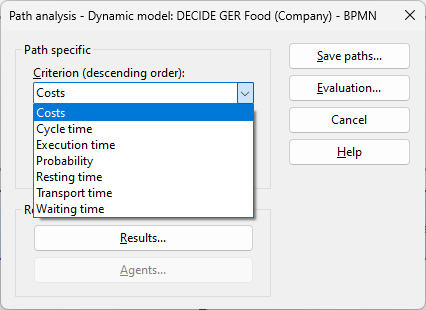 Path analysis - Dynamic model: DECIDE GER Food (Company) - BPMN
Path specific
Criterion (descending order):
Costs
Costs
Cycle time
Execution time
Probability
Resting time
Transport time
Waiting time
Results...
Agents...
Save paths...
Evaluation...
Cancel
Help